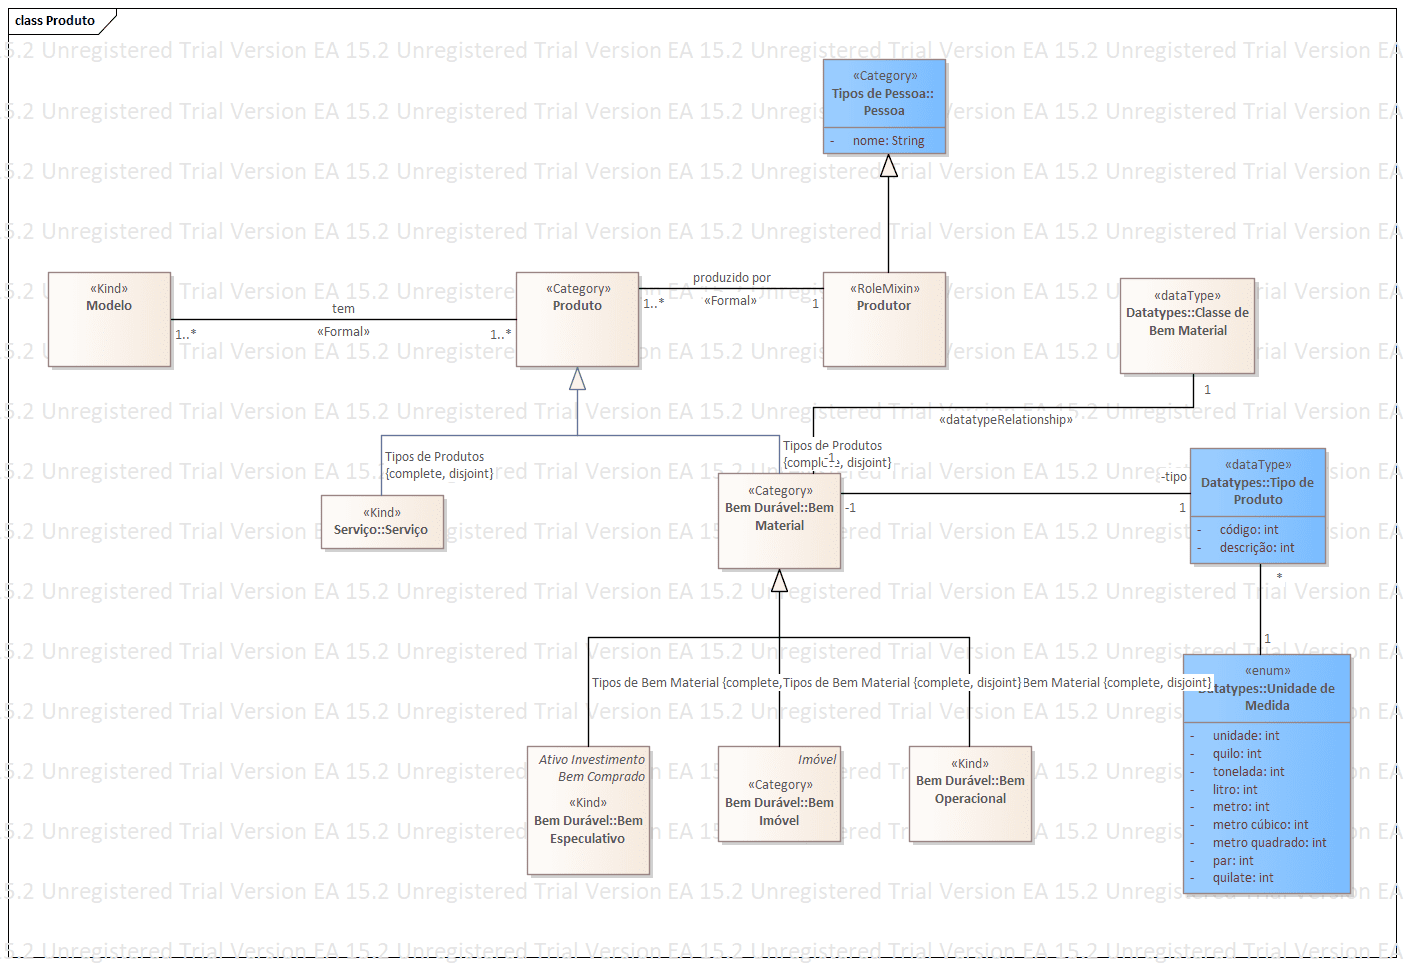 class Produto
5.2 Unregistered Trial Version EA 15.2 Unregistered Trial Version EA 15.2 Unregistered Trial Version EA 15.2 Unregistered Trial Version EA
«Category»
Tipos de Pessoa::
Pessoa
- nome: String
«Kind»
Modelo
tem
«Formal»
1..*
1..*
«Category»
Produto
produzido por
«Formal»
1..*
1
«RoleMixin»
Produtor
«dataType»
Datatypes::Classe de
Bem Material
1
«datatypeRelationship»
Tipos de Produtos
{complete, disjoint}
Tipos de Produtos
{complete, disjoint}
-1
«Kind»
Serviço::Serviço
«Category»
Bem Durável::Bem
Material
-1
-tipo
1
«dataType»
Datatypes::Tipo de
Produto
- código: int
- descrição: int
*
1
Tipos de Bem Material {complete,
Tipos de Bem Material {complete, disjoint}
Bem Material {complete, disjoint}
«enum»
Datatypes::Unidade de
Medida
- unidade: int
- quilo: int
- tonelada: int
- litro: int
- metro: int
- metro cúbico: int
- metro quadrado: int
- par: int
- quilate: int
Ativo Investimento
Bem Comprado
«Kind»
Bem Durável::Bem
Especulativo
Imóvel
«Category»
Bem Durável::Bem
Imóvel
«Kind»
Bem Durável::Bem
Operacional